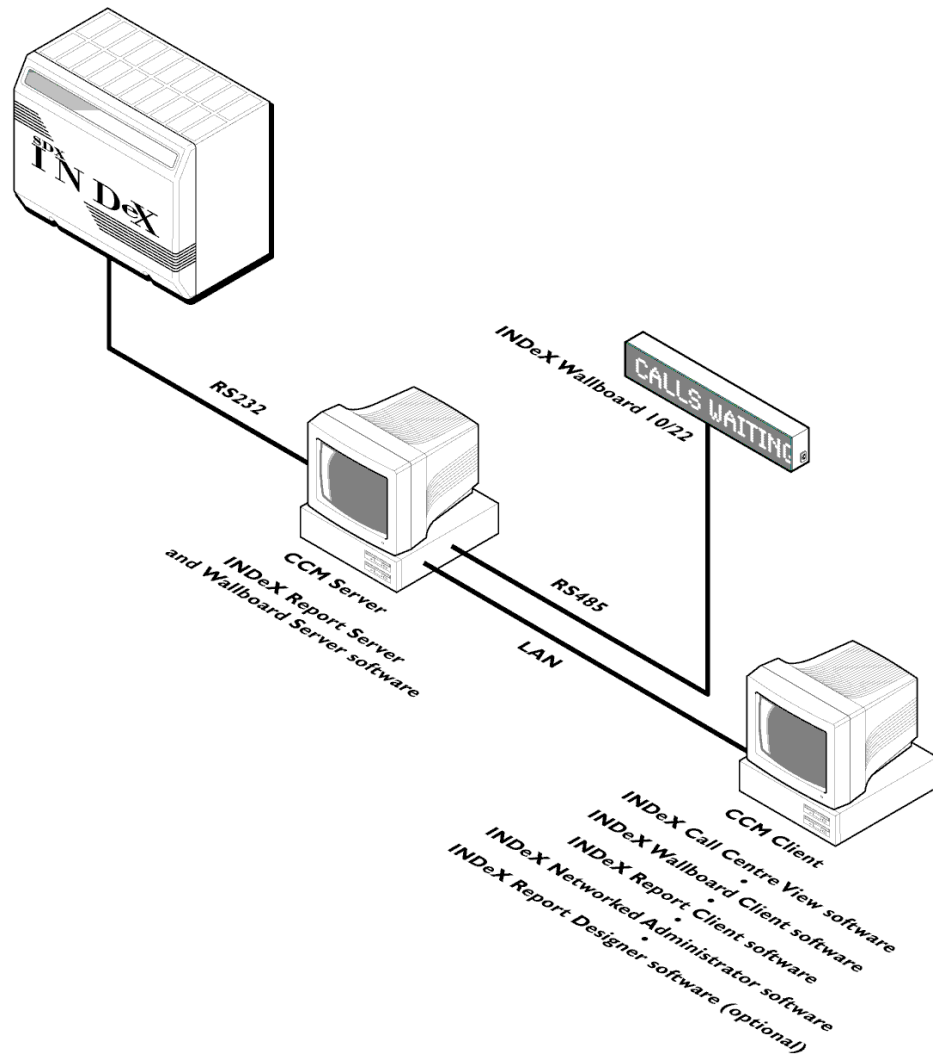 SDX
INDeX
RS232
INDeX Wallboard 10/22
CALLS WAITING
CCM Server
INDeX Report Server
and Wallboard Server software
RS485
LAN
CCM Client
INDeX Call Centre View software
•
INDeX Wallboard Client software
•
INDeX Report Client software
•
INDeX Networked Administrator software
•
INDeX Report Designer software (optional)